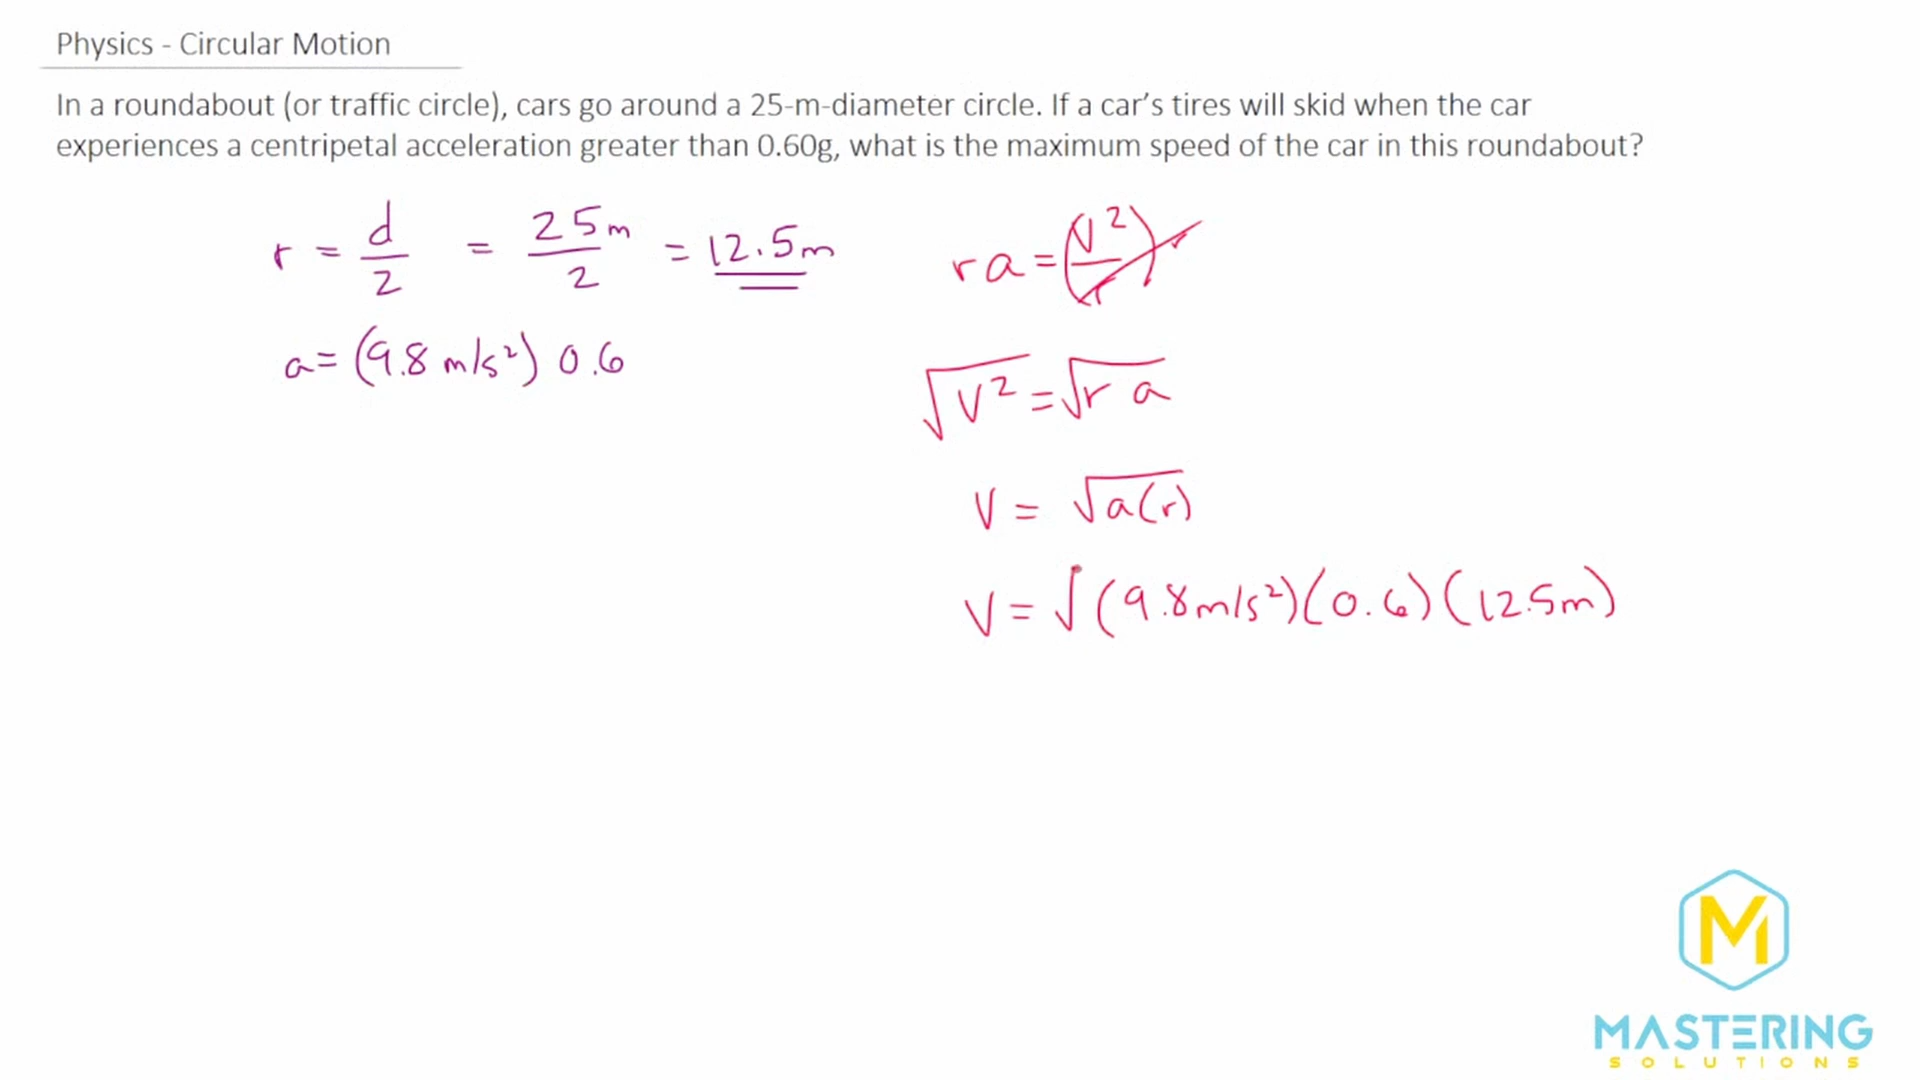 Physics - Circular Motion
In a roundabout (or traffic circle), cars go around a 25-m-diameter circle. If a car's tires will skid when the car
experiences a centripetal acceleration greater than 0.60g, what is the maximum speed of the car in this roundabout?
r = d/2 = 25m/2 = 12.5m
a = (9.8 m/s²) 0.6
ra = (v²/r) r
√v² = √r a
V = √a(r)
V = √(9.8m/s²)(0.6)(12.5m)
M
MASTERING
SOLUTIONS